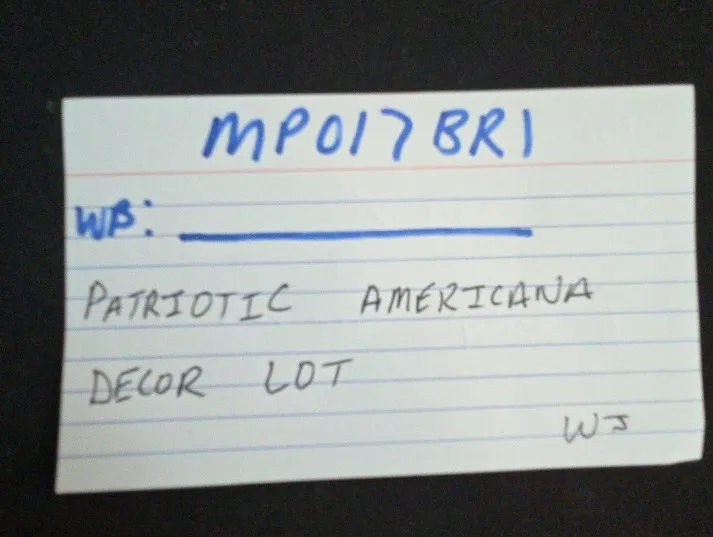 MP017BR1
WB: ___________
PATRIOTIC AMERICANA
DECOR LOT
WJ